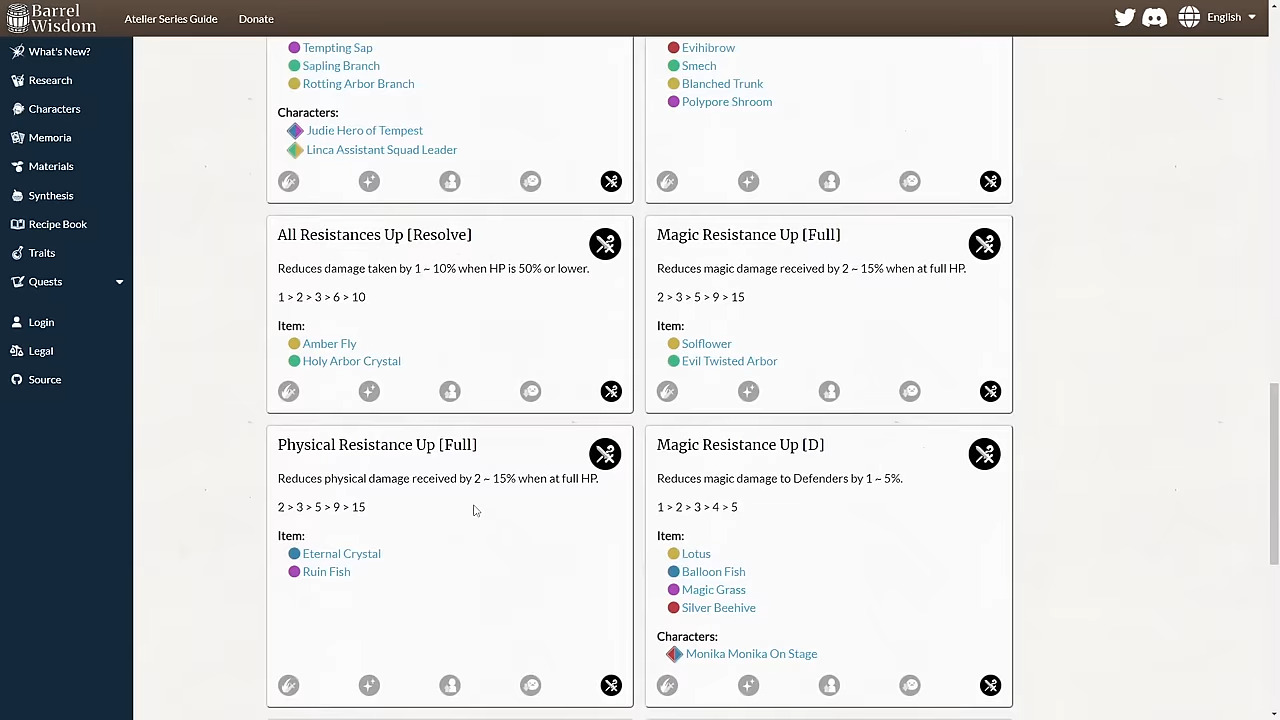 Barrel
Wisdom
Atelier Series Guide
Donate
English
What's New?
Research
Characters
Memoria
Materials
Synthesis
Recipe Book
Traits
Quests
Login
Legal
Source
Tempting Sap
Sapling Branch
Rotting Arbor Branch
Characters:
Judie Hero of Tempest
Linca Assistant Squad Leader
Evihibrow
Smech
Blanched Trunk
Polypore Shroom
All Resistances Up [Resolve]
Reduces damage taken by 1 ~ 10% when HP is 50% or lower.
1 > 2 > 3 > 6 > 10
Item:
Amber Fly
Holy Arbor Crystal
Magic Resistance Up [Full]
Reduces magic damage received by 2 ~ 15% when at full HP.
2 > 3 > 5 > 9 > 15
Item:
Solflower
Evil Twisted Arbor
Physical Resistance Up [Full]
Reduces physical damage received by 2 ~ 15% when at full HP.
2 > 3 > 5 > 9 > 15
Item:
Eternal Crystal
Ruin Fish
Magic Resistance Up [D]
Reduces magic damage to Defenders by 1 ~ 5%.
1 > 2 > 3 > 4 > 5
Item:
Lotus
Balloon Fish
Magic Grass
Silver Beehive
Characters:
Monika Monika On Stage